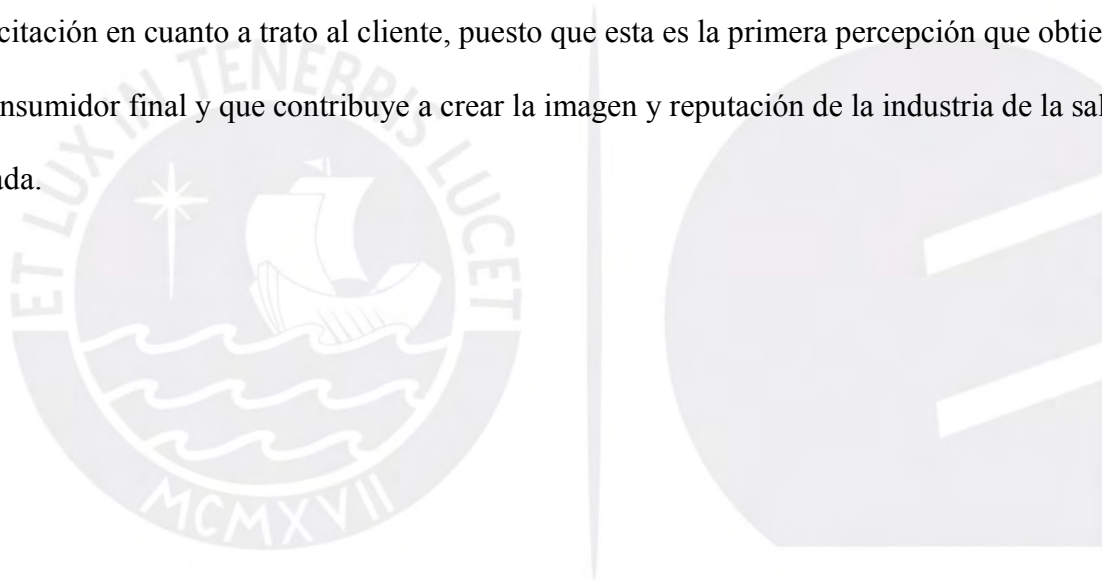 citación en cuanto a trato al cliente, puesto que esta es la primera percepción que obtie
nsumidor final y que contribuye a crear la imagen y reputación de la industria de la sal
ada.
ET LUX IN TENEBRIS LUCET
MCMXVII